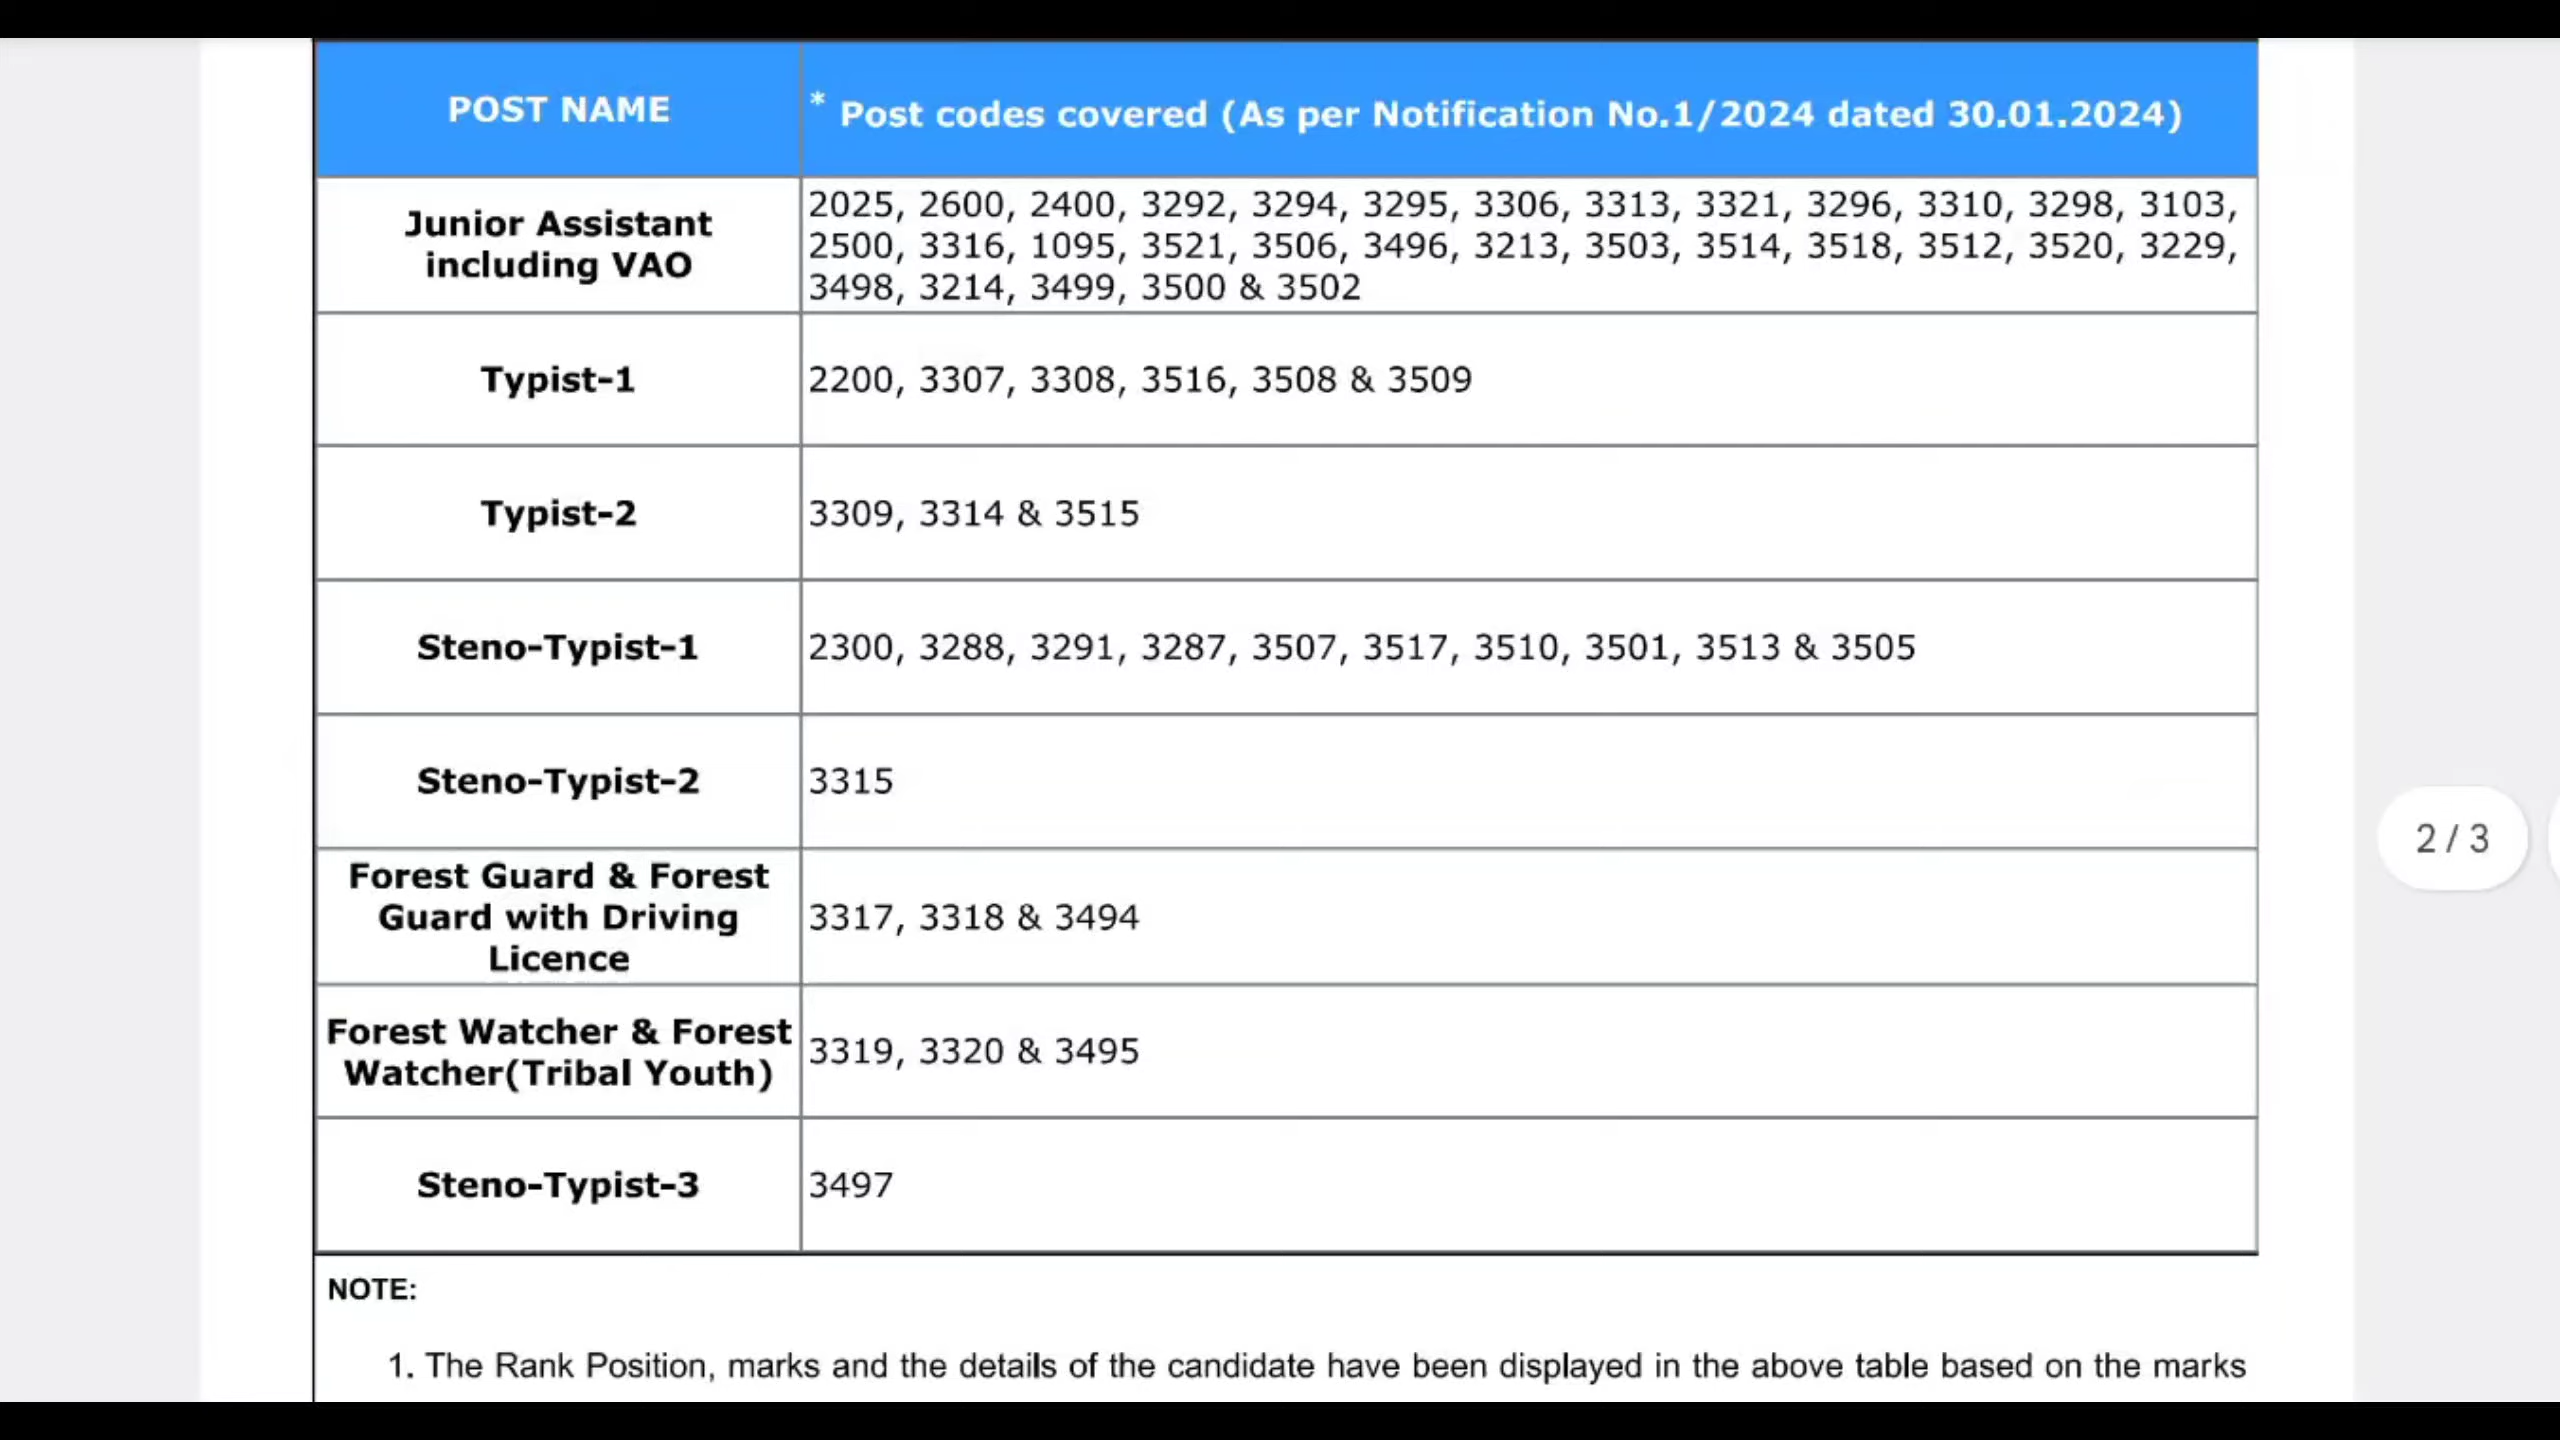 POST NAME
* Post codes covered (As per Notification No.1/2024 dated 30.01.2024)
Junior Assistant
including VAO
2025, 2600, 2400, 3292, 3294, 3295, 3306, 3313, 3321, 3296, 3310, 3298, 3103,
2500, 3316, 1095, 3521, 3506, 3496, 3213, 3503, 3514, 3518, 3512, 3520, 3229,
3498, 3214, 3499, 3500 & 3502
Typist-1
2200, 3307, 3308, 3516, 3508 & 3509
Typist-2
3309, 3314 & 3515
Steno-Typist-1
2300, 3288, 3291, 3287, 3507, 3517, 3510, 3501, 3513 & 3505
Steno-Typist-2
3315
Forest Guard & Forest
Guard with Driving
Licence
3317, 3318 & 3494
Forest Watcher & Forest
Watcher(Tribal Youth)
3319, 3320 & 3495
Steno-Typist-3
3497
NOTE:
1. The Rank Position, marks and the details of the candidate have been displayed in the above table based on the marks
2 / 3